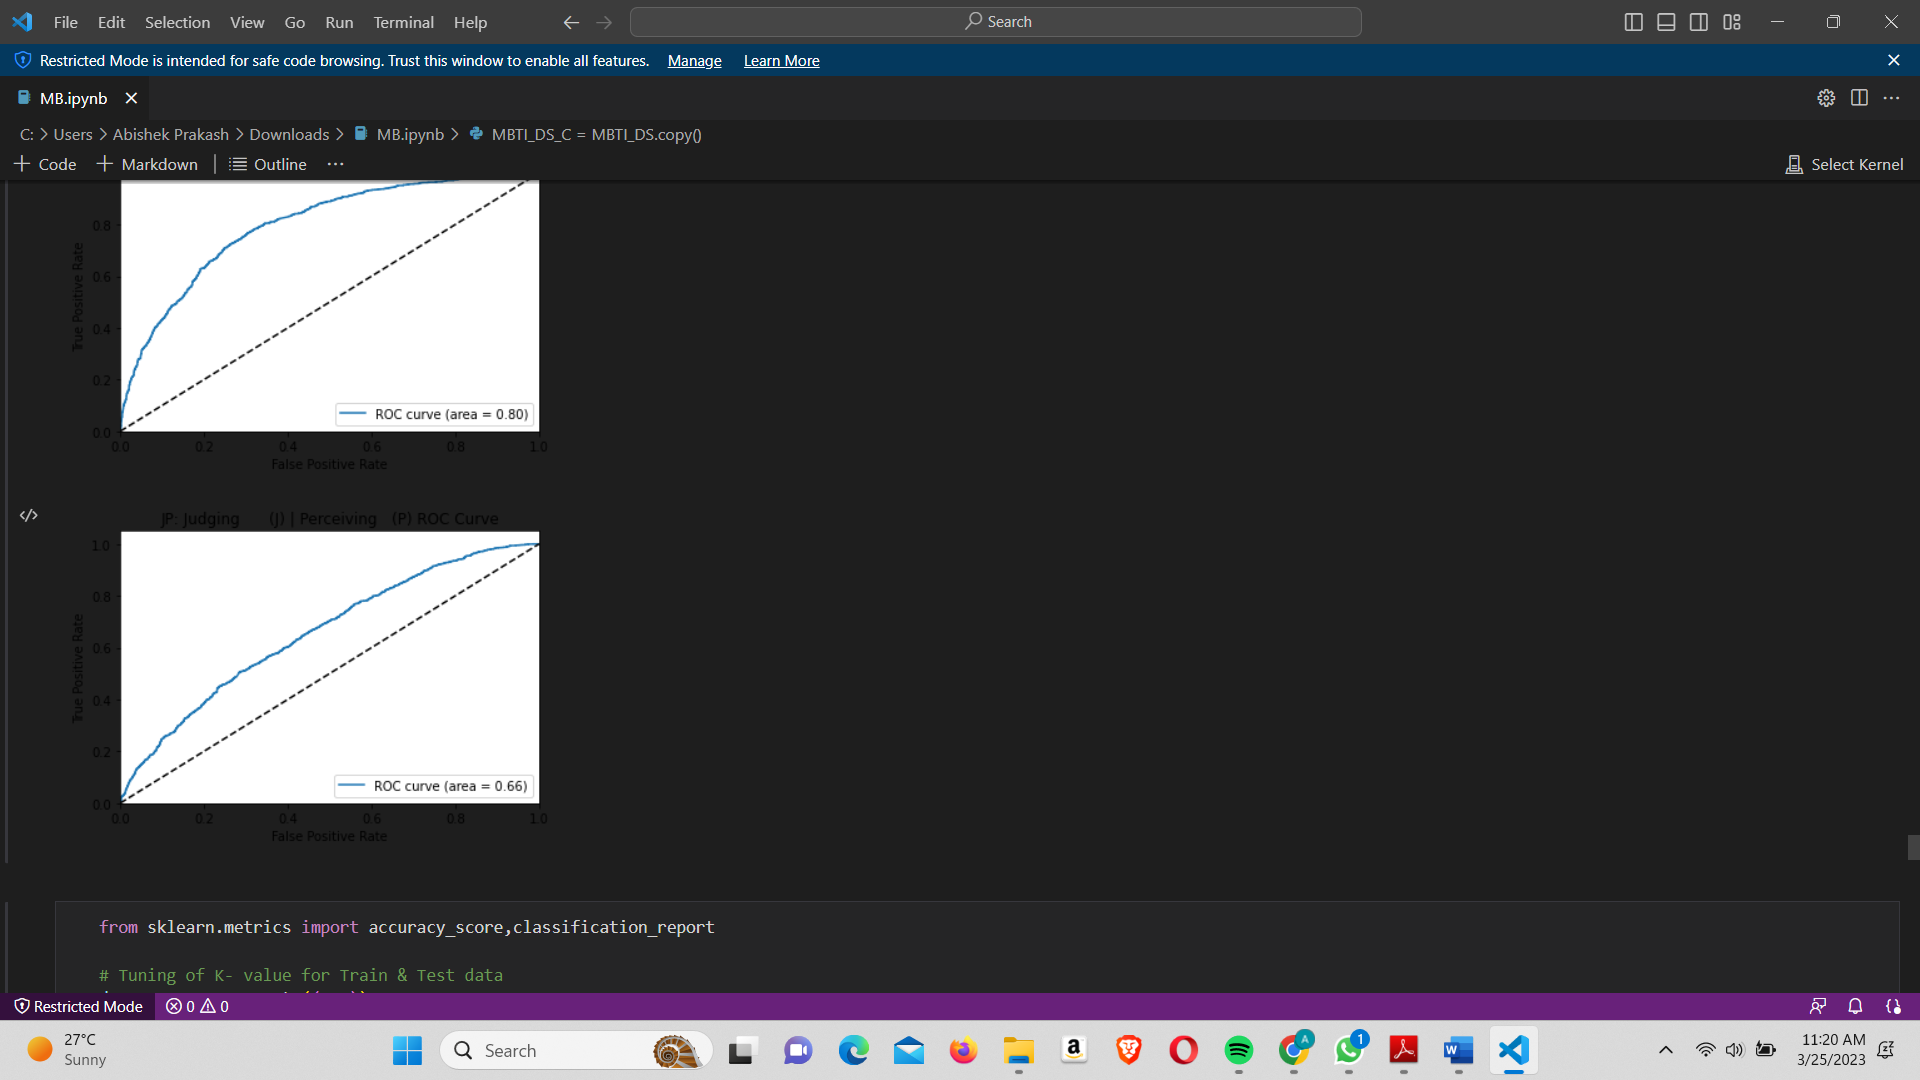 File Edit Selection View Go Run Terminal Help
Search
Restricted Mode is intended for safe code browsing. Trust this window to enable all features. Manage Learn More
MB.ipynb
C: > Users > Abishek Prakash > Downloads > MB.ipynb > MBTI_DS_C = MBTI_DS.copy()
+ Code + Markdown | Outline ...
Select Kernel
0.8
0.6
0.4
0.2
0.0
True Positive Rate
ROC curve (area = 0.80)
0.0 0.2 0.4 0.6 0.8 1.0
False Positive Rate
JP: Judging (J) | Perceiving (P) ROC Curve
1.0
0.8
0.6
0.4
0.2
0.0
True Positive Rate
ROC curve (area = 0.66)
0.0 0.2 0.4 0.6 0.8 1.0
False Positive Rate
from sklearn.metrics import accuracy_score,classification_report
# Tuning of K- value for Train & Test data
Restricted Mode 0 0
27°C
Sunny
Search
A
1
11:20 AM
3/25/2023